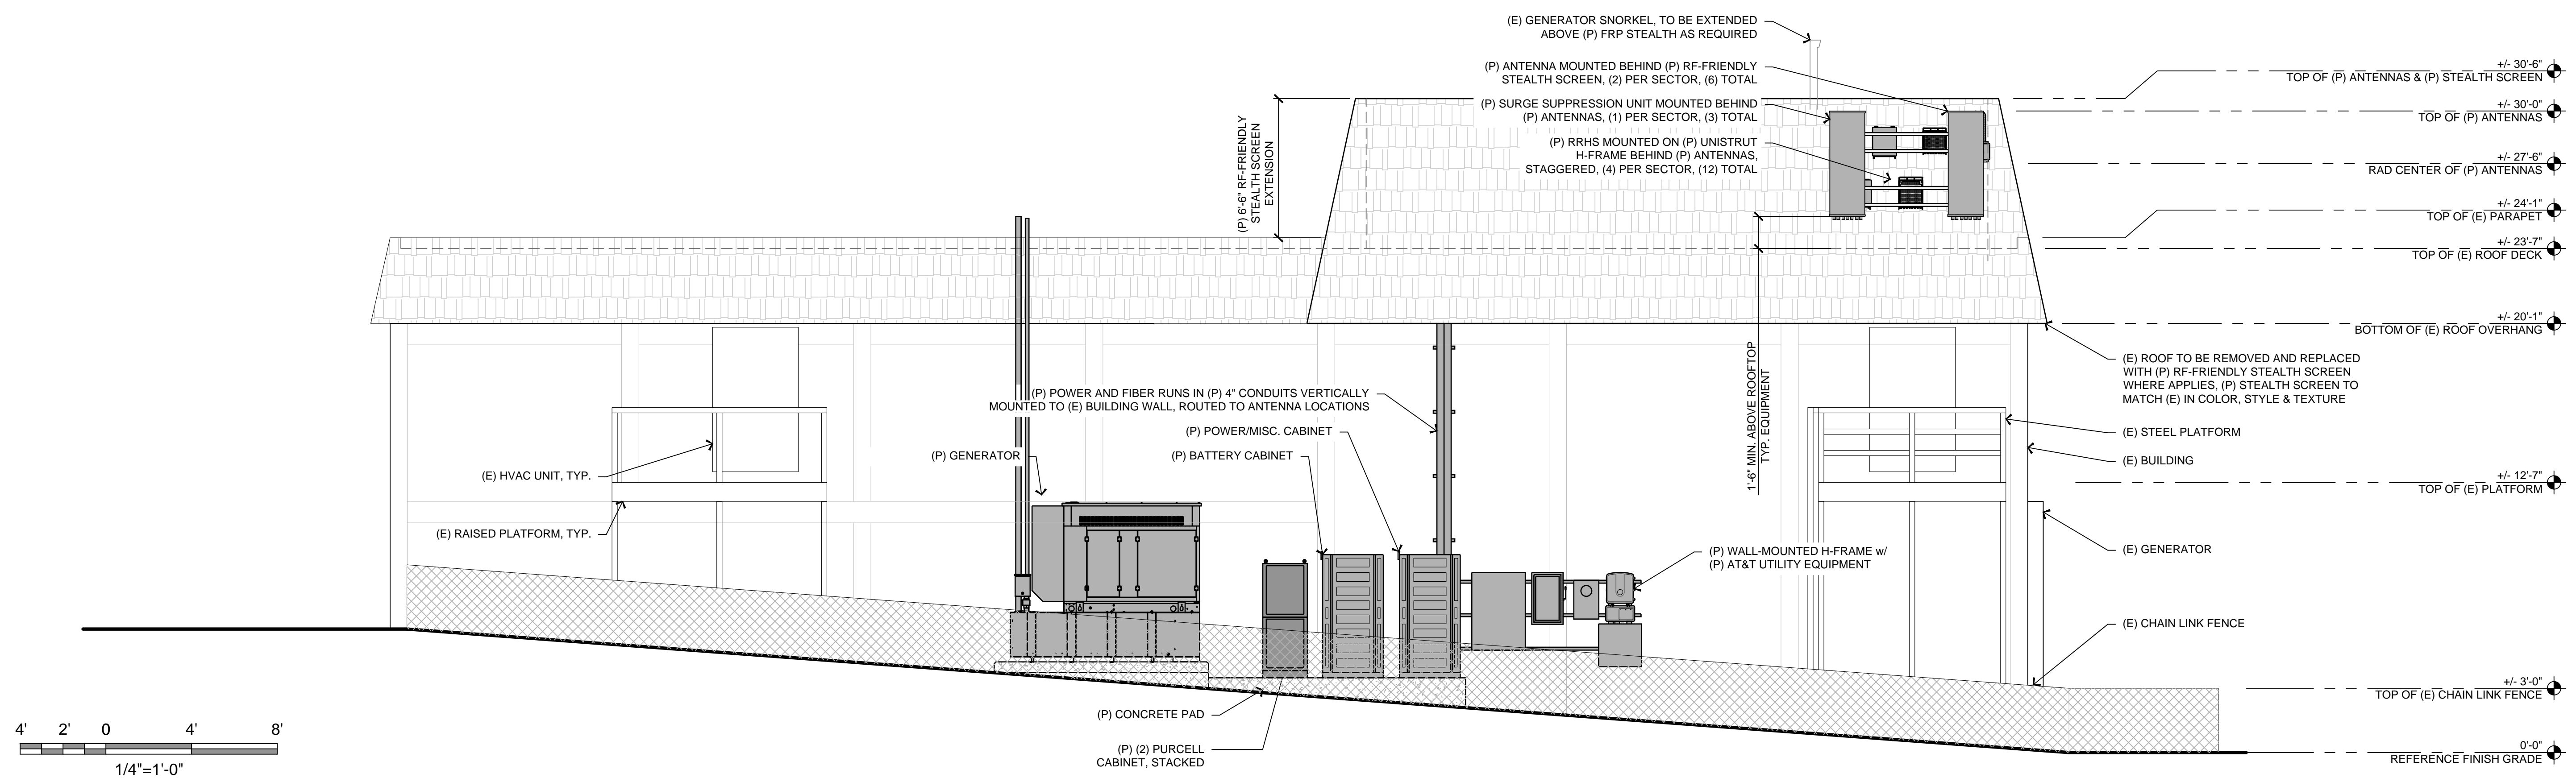 (E) GENERATOR SNORKEL, TO BE EXTENDED
ABOVE (P) FRP STEALTH AS REQUIRED
(P) ANTENNA MOUNTED BEHIND (P) RF-FRIENDLY
STEALTH SCREEN, (2) PER SECTOR, (6) TOTAL
(P) SURGE SUPPRESSION UNIT MOUNTED BEHIND
(P) ANTENNAS, (1) PER SECTOR, (3) TOTAL
(P) RRHS MOUNTED ON (P) UNISTRUT
H-FRAME BEHIND (P) ANTENNAS,
STAGGERED, (4) PER SECTOR, (12) TOTAL
(P) 6'-6" RF-FRIENDLY
STEALTH SCREEN
EXTENSION
+/- 30'-6"
TOP OF (P) ANTENNAS & (P) STEALTH SCREEN
+/- 30'-0"
TOP OF (P) ANTENNAS
+/- 27'-6"
RAD CENTER OF (P) ANTENNAS
+/- 24'-1"
TOP OF (E) PARAPET
+/- 23'-7"
TOP OF (E) ROOF DECK
+/- 20'-1"
BOTTOM OF (E) ROOF OVERHANG
(E) ROOF TO BE REMOVED AND REPLACED
WITH (P) RF-FRIENDLY STEALTH SCREEN
WHERE APPLIES, (P) STEALTH SCREEN TO
MATCH (E) IN COLOR, STYLE & TEXTURE
1'-6" MIN. ABOVE ROOFTOP
TYP. EQUIPMENT
(P) POWER AND FIBER RUNS IN (P) 4" CONDUITS VERTICALLY
MOUNTED TO (E) BUILDING WALL, ROUTED TO ANTENNA LOCATIONS
(P) POWER/MISC. CABINET
(P) GENERATOR
(P) BATTERY CABINET
(E) HVAC UNIT, TYP.
(E) RAISED PLATFORM, TYP.
(E) STEEL PLATFORM
(E) BUILDING
+/- 12'-7"
TOP OF (E) PLATFORM
(E) GENERATOR
(P) WALL-MOUNTED H-FRAME w/
(P) AT&T UTILITY EQUIPMENT
(E) CHAIN LINK FENCE
+/- 3'-0"
TOP OF (E) CHAIN LINK FENCE
(P) CONCRETE PAD
(P) (2) PURCELL
CABINET, STACKED
0'-0"
REFERENCE FINISH GRADE
4' 2' 0 4' 8'
1/4"=1'-0"